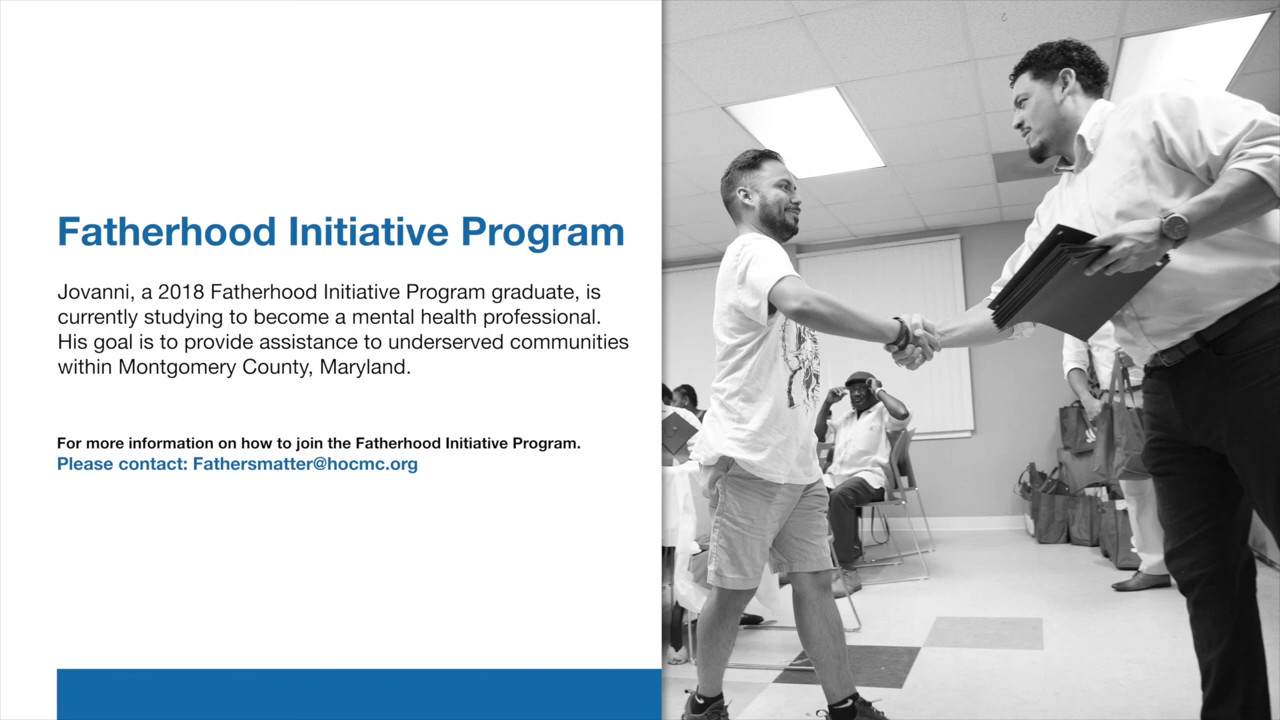 Fatherhood Initiative Program
Jovanni, a 2018 Fatherhood Initiative Program graduate, is
currently studying to become a mental health professional.
His goal is to provide assistance to underserved communities
within Montgomery County, Maryland.
For more information on how to join the Fatherhood Initiative Program.
Please contact: Fathersmatter@hocmc.org